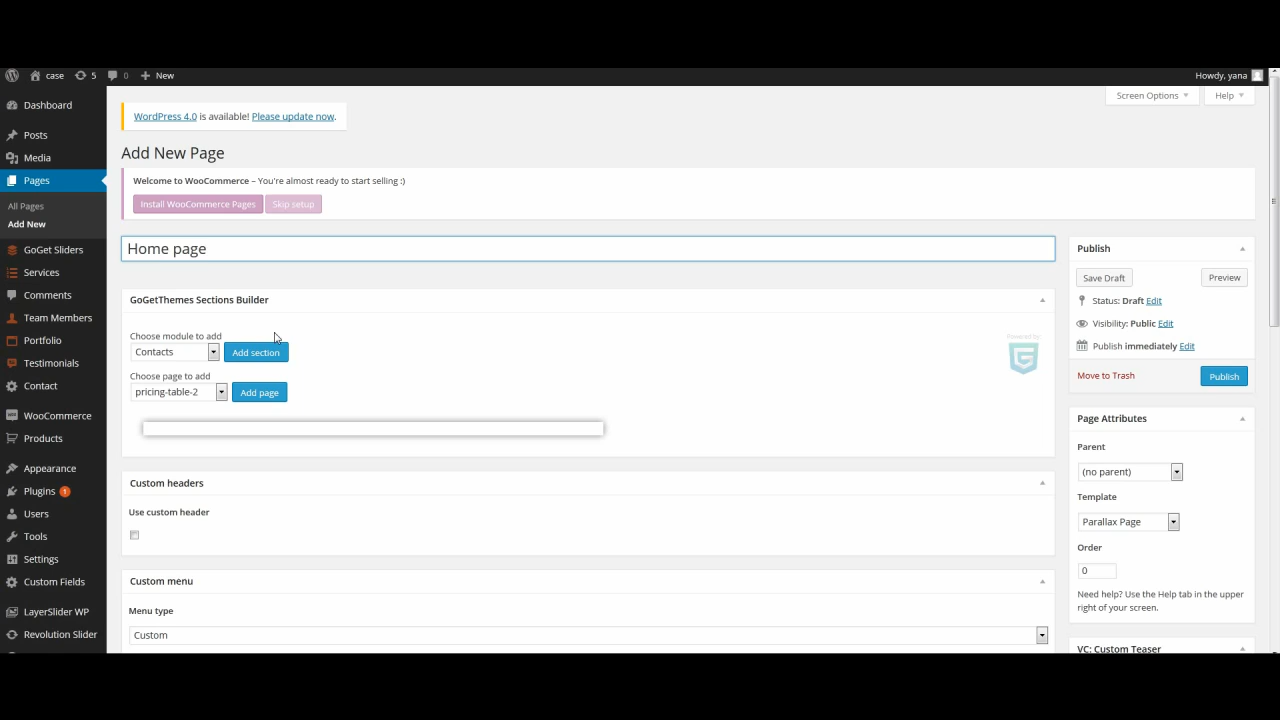 case 5 0 New Howdy, yana
Screen Options Help
Dashboard
Posts
Media
Pages
All Pages
Add New
GoGet Sliders
Services
Comments
Team Members
Portfolio
Testimonials
Contact
WooCommerce
Products
Appearance
Plugins 1
Users
Tools
Settings
Custom Fields
LayerSlider WP
Revolution Slider
WordPress 4.0 is available! Please update now.
Add New Page
Welcome to WooCommerce – You're almost ready to start selling :)
Install WooCommerce Pages Skip setup
Home page
GoGetThemes Sections Builder
Choose module to add
Contacts Add section
Choose page to add
pricing-table-2 Add page
Powered by:
Custom headers
Use custom header
Custom menu
Menu type
Custom
Publish
Save Draft Preview
Status: Draft Edit
Visibility: Public Edit
Publish immediately Edit
Move to Trash Publish
Page Attributes
Parent
(no parent)
Template
Parallax Page
Order
0
Need help? Use the Help tab in the upper
right of your screen.
VC: Custom Teaser